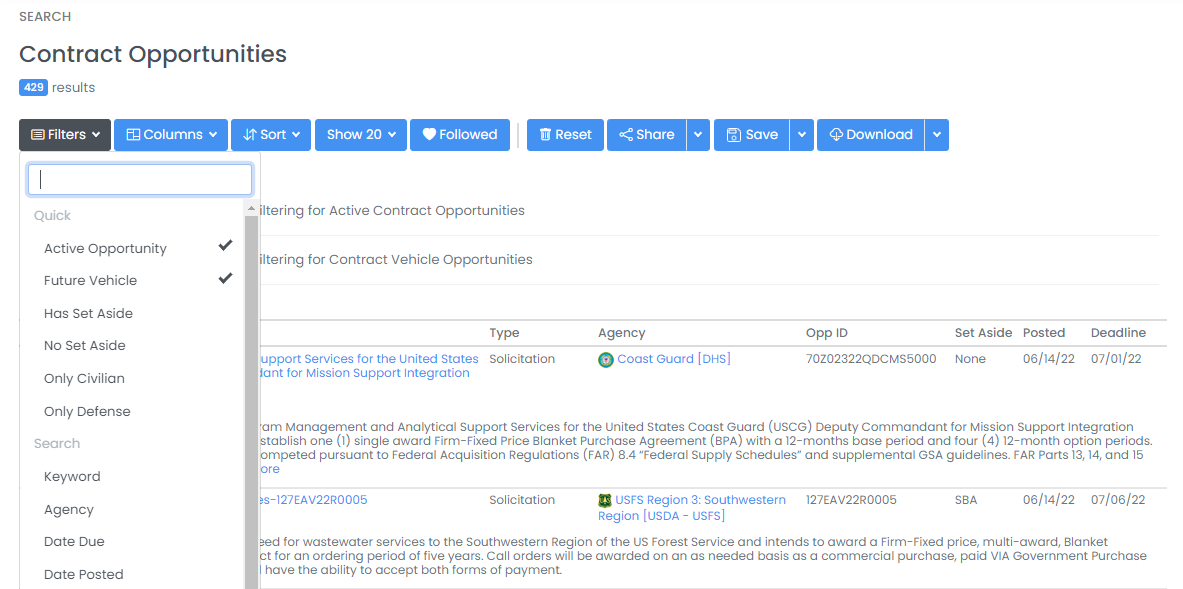 SEARCH
Contract Opportunities
429 results
Filters Columns Sort Show 20 Followed Reset Share Save Download
Quick
Active Opportunity
Future Vehicle
Has Set Aside
No Set Aside
Only Civilian
Only Defense
Search
Keyword
Agency
Date Due
Date Posted
iltering for Active Contract Opportunities
iltering for Contract Vehicle Opportunities
Type Agency Opp ID Set Aside Posted Deadline
upport Services for the United States Solicitation Coast Guard [DHS] 70Z02322QDCMS5000 None 06/14/22 07/01/22
dant for Mission Support Integration
ram Management and Analytical Support Services for the United States Coast Guard (USCG) Deputy Commandant for Mission Support Integration
establish one (1) single award Firm-Fixed Price Blanket Purchase Agreement (BPA) with a 12-months base period and four (4) 12-month option periods.
ompeted pursuant to Federal Acquisition Regulations (FAR) 8.4 “Federal Supply Schedules” and supplemental GSA guidelines. FAR Parts 13, 14, and 15
ore
es-127EAV22R0005 Solicitation USFS Region 3: Southwestern 127EAV22R0005 SBA 06/14/22 07/06/22
Region [USDA - USFS]
eed for wastewater services to the Southwestern Region of the US Forest Service and intends to award a Firm-Fixed price, multi-award, Blanket
ct for an ordering period of five years. Call orders will be awarded on an as needed basis as a commercial purchase, paid VIA Government Purchase
have the ability to accept both forms of payment.